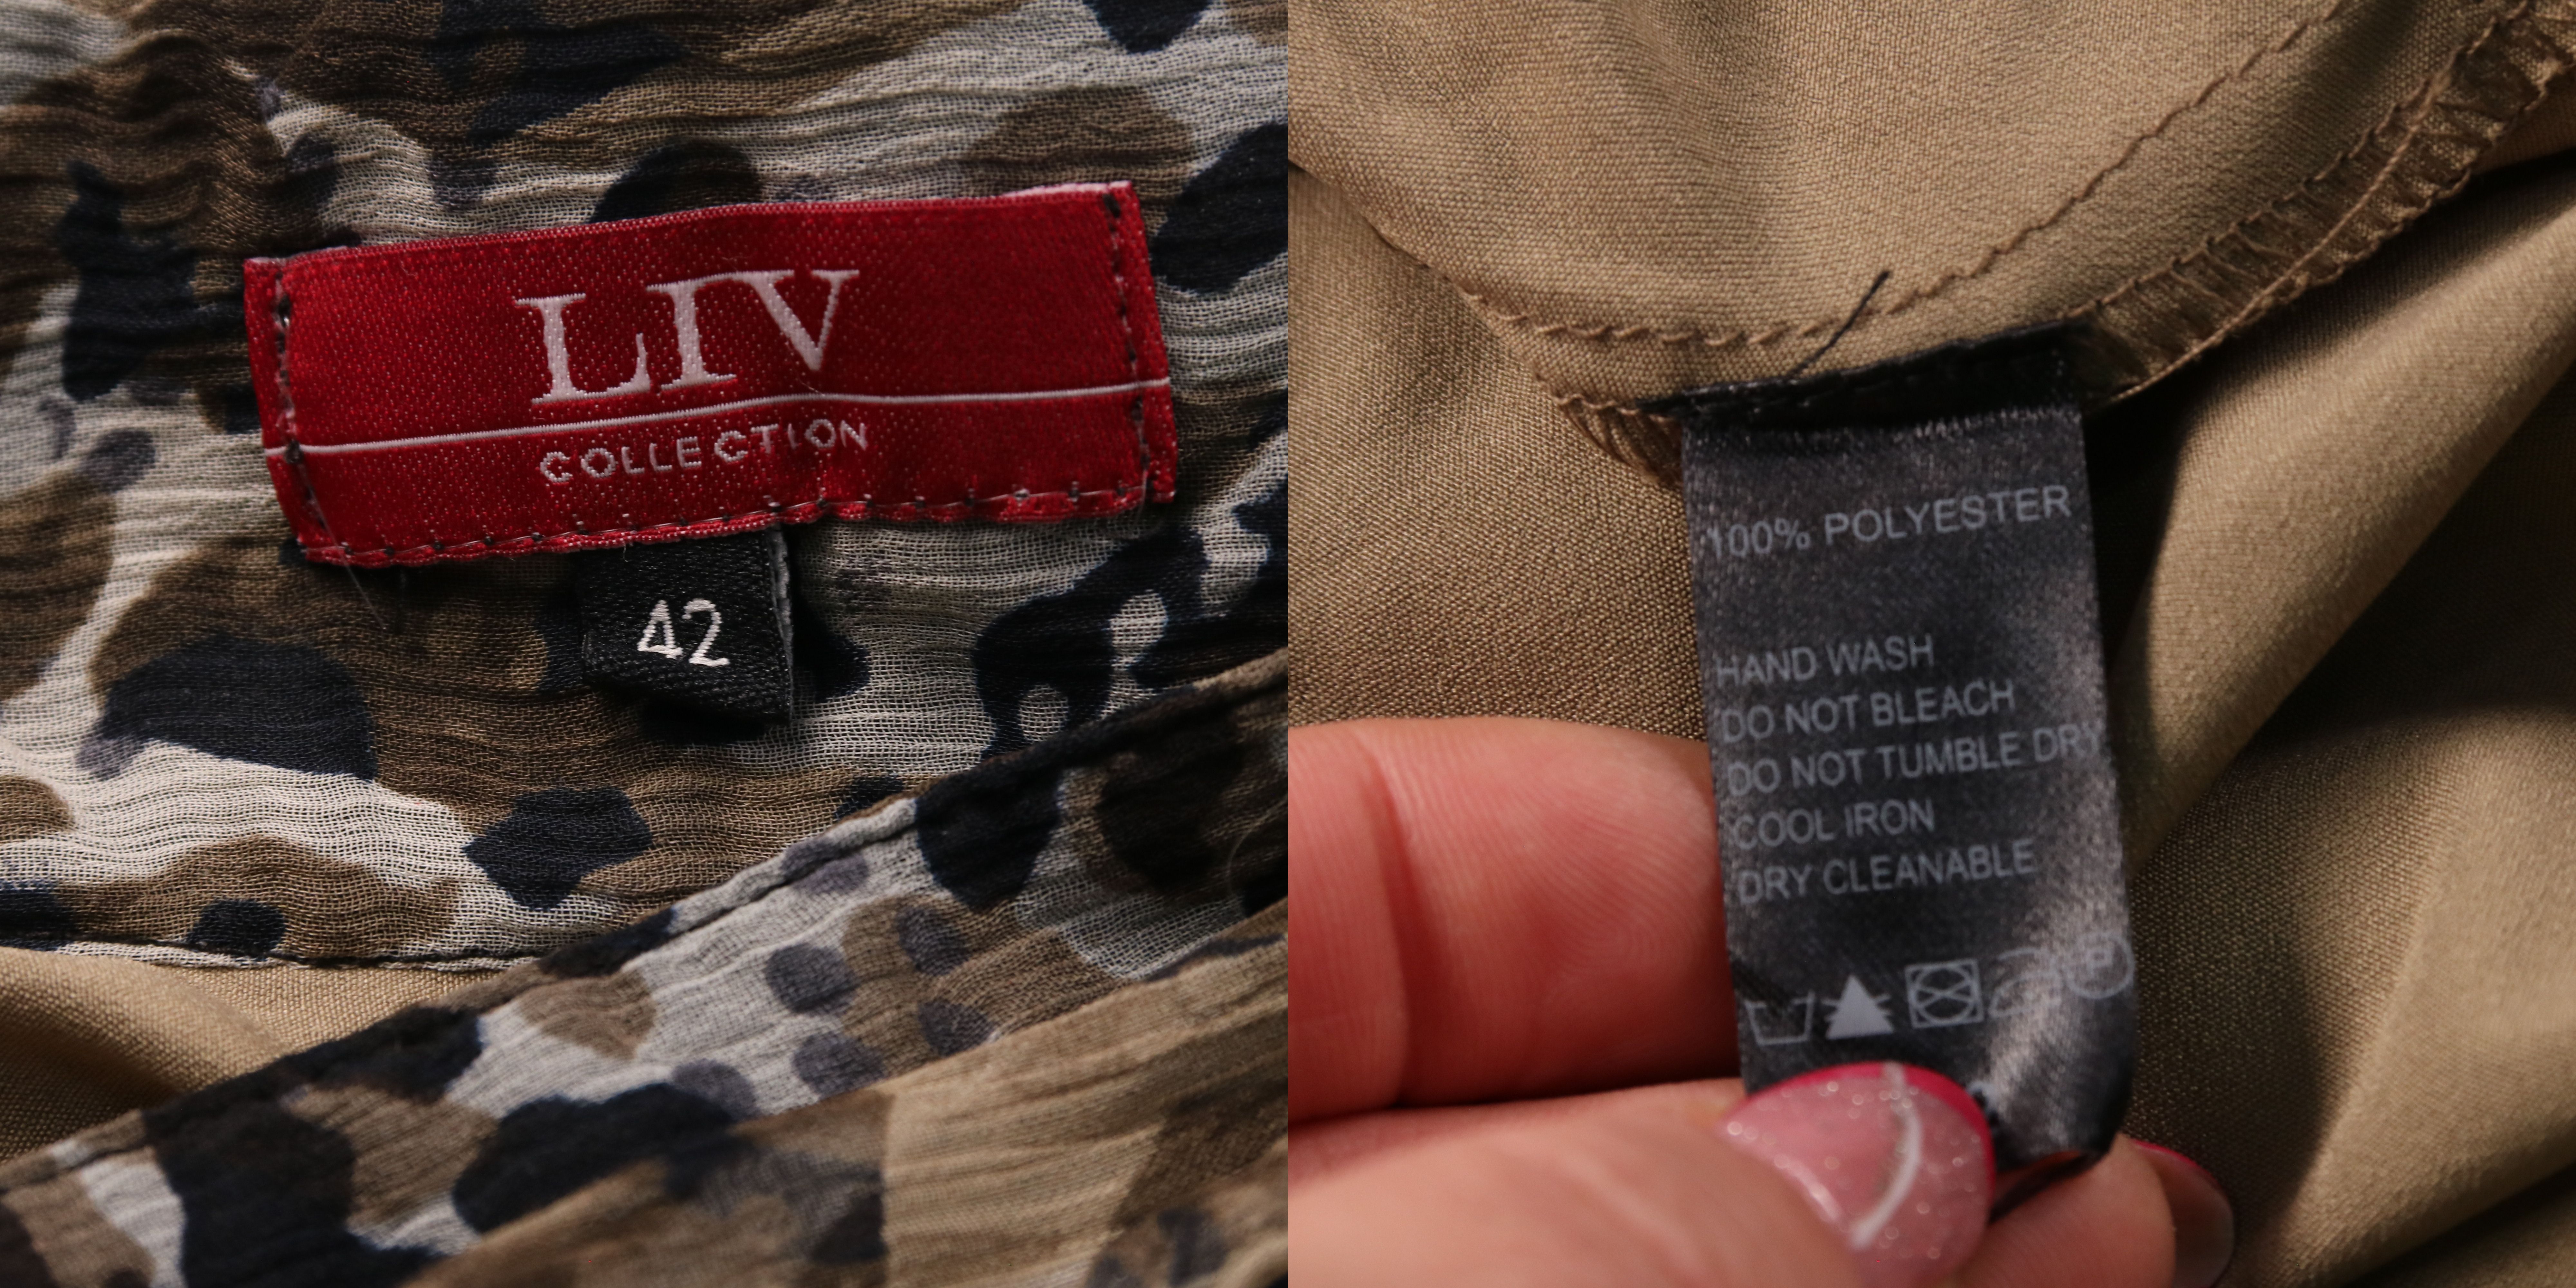 LIV
COLLECTION
42
100% POLYESTER
HAND WASH
DO NOT BLEACH
DO NOT TUMBLE DRY
COOL IRON
DRY CLEANABLE
P